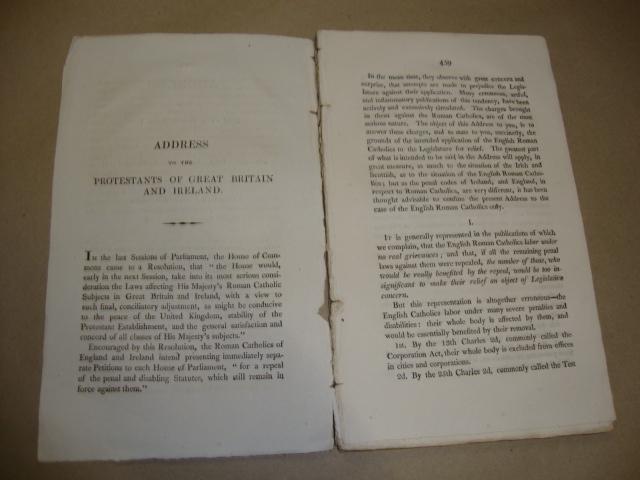 ADDRESS
TO THE
PROTESTANTS OF GREAT BRITAIN
AND IRELAND.
IN the last Sessions of Parliament, the House of Com-
mons came to a Resolution, that "the House would,
early in the next Session, take into its most serious consi-
deration the Laws affecting His Majesty's Roman Catholic
Subjects in Great Britain and Ireland, with a view to
such final, conciliatory adjustment, as might be conducive
to the peace of the United Kingdom, stability of the
Protestant Establishment, and the general satisfaction and
concord of all classes of His Majesty's subjects."
Encouraged by this Resolution, the Roman Catholics of
England and Ireland intend presenting immediately sepa-
rate Petitions to each House of Parliament, "for a repeal
of the penal and disabling Statutes, which still remain in
force against them."
459
In the mean time, they observe with great concern and
surprise, that attempts are made to prejudice the Legis-
lature against their application. Many erroneous, artful,
and inflammatory publications of this tendency, have been
actively and extensively circulated. The charges brought
in them against the Roman Catholics, are of the most
serious nature. The object of this Address to you, is to
answer these charges, and to state to you, succinctly, the
grounds of the intended application of the English Roman
Catholics to the Legislature for relief. The greatest part
of what is intended to be said in the Address will apply, in
great measure, as much to the situation of the Irish and
Scottish, as to the situation of the English Roman Catho-
lics; but as the penal codes of Ireland, and England, in
respect to Roman Catholics, are very different, it has been
thought advisable to confine the present Address to the
case of the English Roman Catholics only.
I.
IT is generally represented in the publications of which
we complain, that the English Roman Catholics labor under
no real grievances; and that, if all the remaining penal
laws against them were repealed, the number of those, who
would be really benefited by the repeal, would be too in-
significant to make their relief an object of Legislative
concern.
But this representation is altogether erroneous—the
English Catholics labor under many severe penalties and
disabilities: their whole body is affected by them, and
would be essentially benefited by their removal.
1st. By the 13th Charles 2d, commonly called the
Corporation Act, their whole body is excluded from offices
in cities and corporations.
2d. By the 25th Charles 2d, commonly called the Test